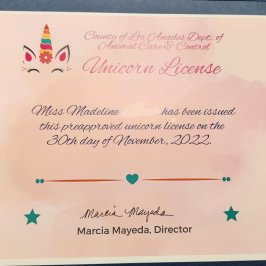 County of Los Angeles Dept. of
Animal Care & Control
Unicorn License
Miss Madeline has been issued
this preapproved unicorn license on the
30th day of November, 2022.
Marcia Mayeda
Marcia Mayeda, Director